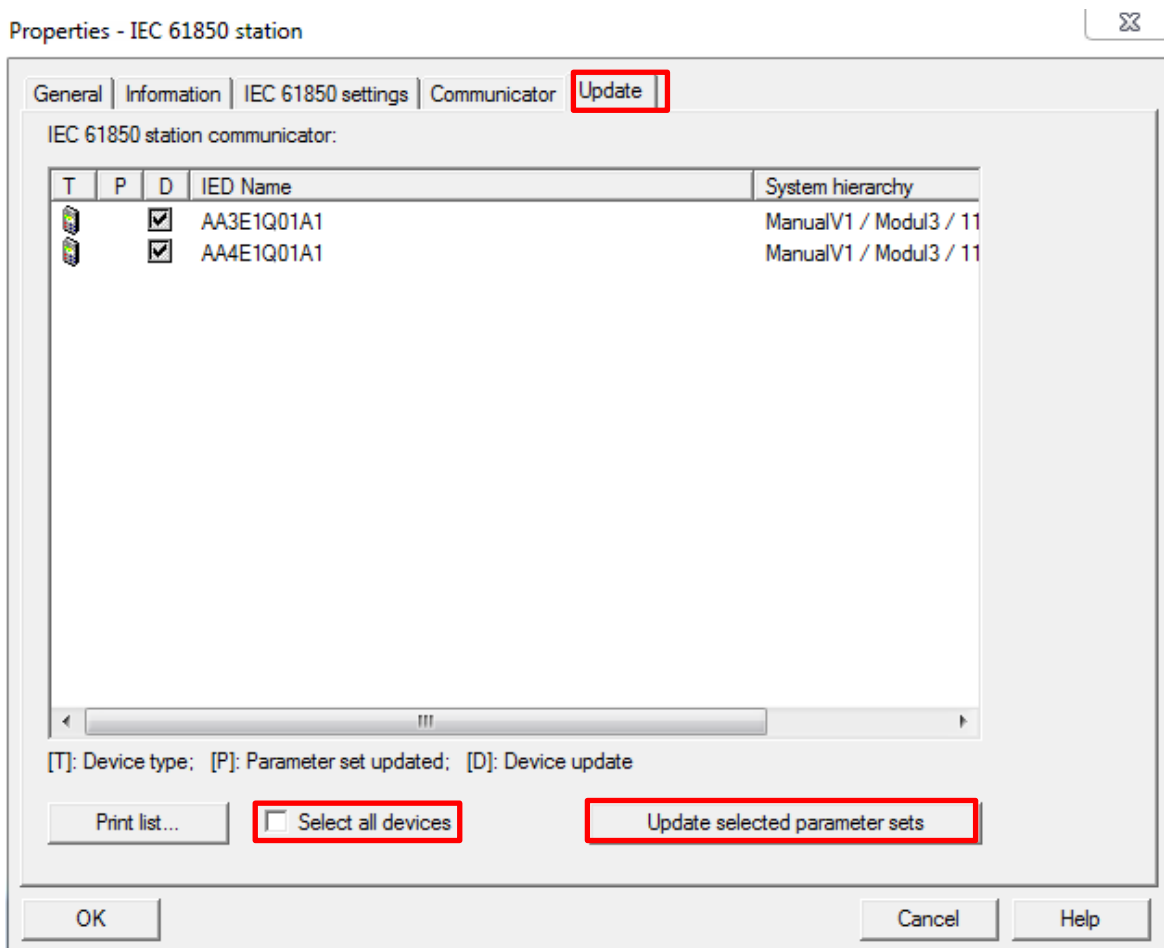 Properties - IEC 61850 station
General Information IEC 61850 settings Communicator Update
IEC 61850 station communicator:
T P D IED Name System hierarchy
AA3E1Q01A1 ManualV1 / Modul3 / 11
AA4E1Q01A1 ManualV1 / Modul3 / 11
[T]: Device type; [P]: Parameter set updated; [D]: Device update
Print list... Select all devices Update selected parameter sets
OK Cancel Help